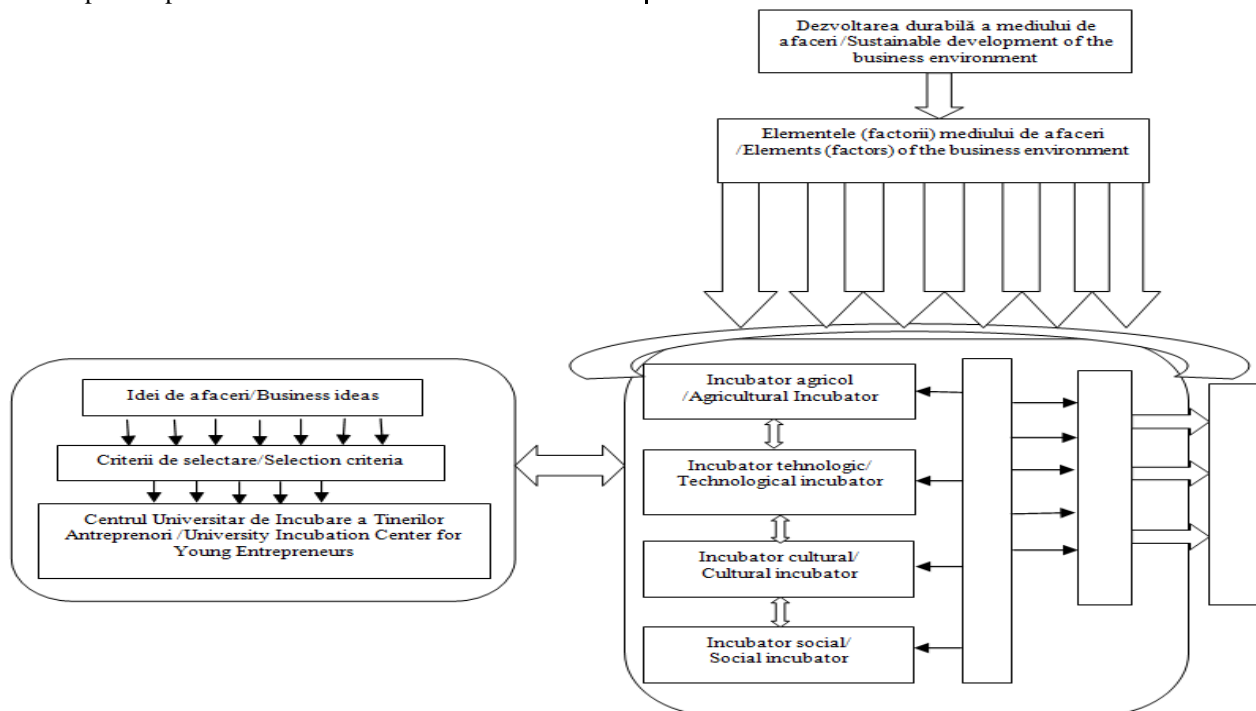 Dezvoltarea durabilă a mediului de
afaceri /Sustainable development of the
business environment
Elementele (factorii) mediului de afaceri
/Elements (factors) of the business environment
Idei de afaceri/Business ideas
Criterii de selectare/Selection criteria
Centrul Universitar de Incubare a Tinerilor
Antreprenori /University Incubation Center for
Young Entrepreneurs
Incubator agricol
/Agricultural Incubator
Incubator tehnologic/
Technological incubator
Incubator cultural/
Cultural incubator
Incubator social/
Social incubator